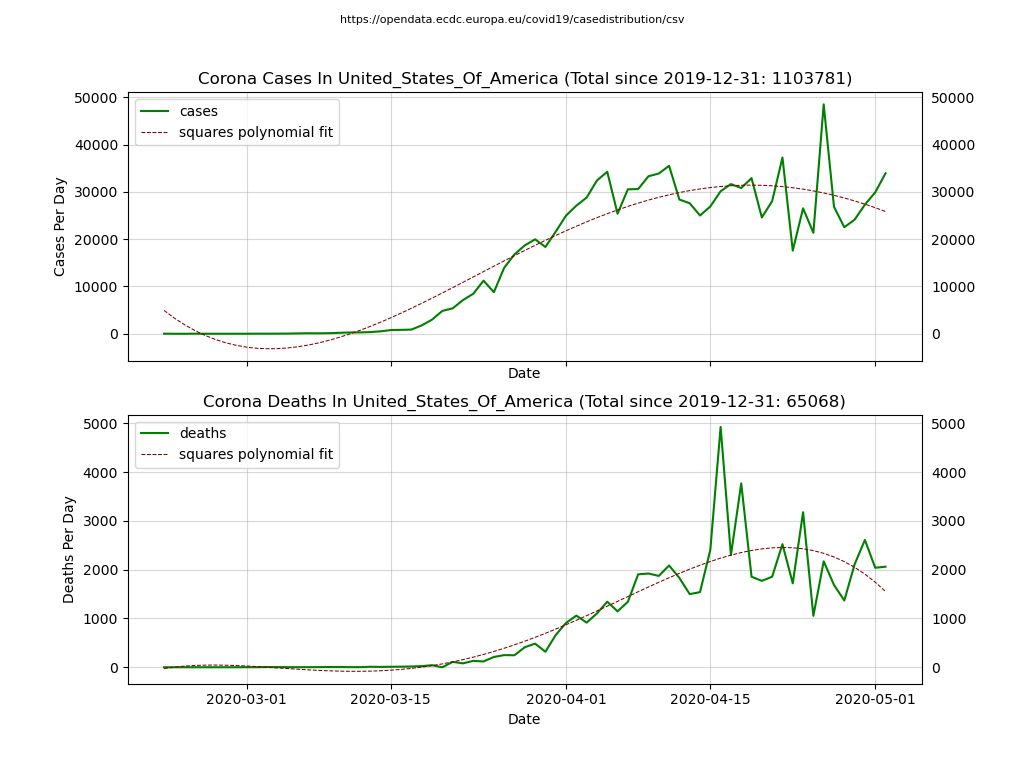 https://opendata.ecdc.europa.eu/covid19/casedistribution/csv
Corona Cases In United_States_Of_America (Total since 2019-12-31: 1103781)
cases
squares polynomial fit
50000
40000
30000
20000
10000
0
Cases Per Day
50000
40000
30000
20000
10000
0
Date
Corona Deaths In United_States_Of_America (Total since 2019-12-31: 65068)
deaths
squares polynomial fit
5000
4000
3000
2000
1000
0
Deaths Per Day
5000
4000
3000
2000
1000
0
2020-03-01 2020-03-15 2020-04-01 2020-04-15 2020-05-01
Date